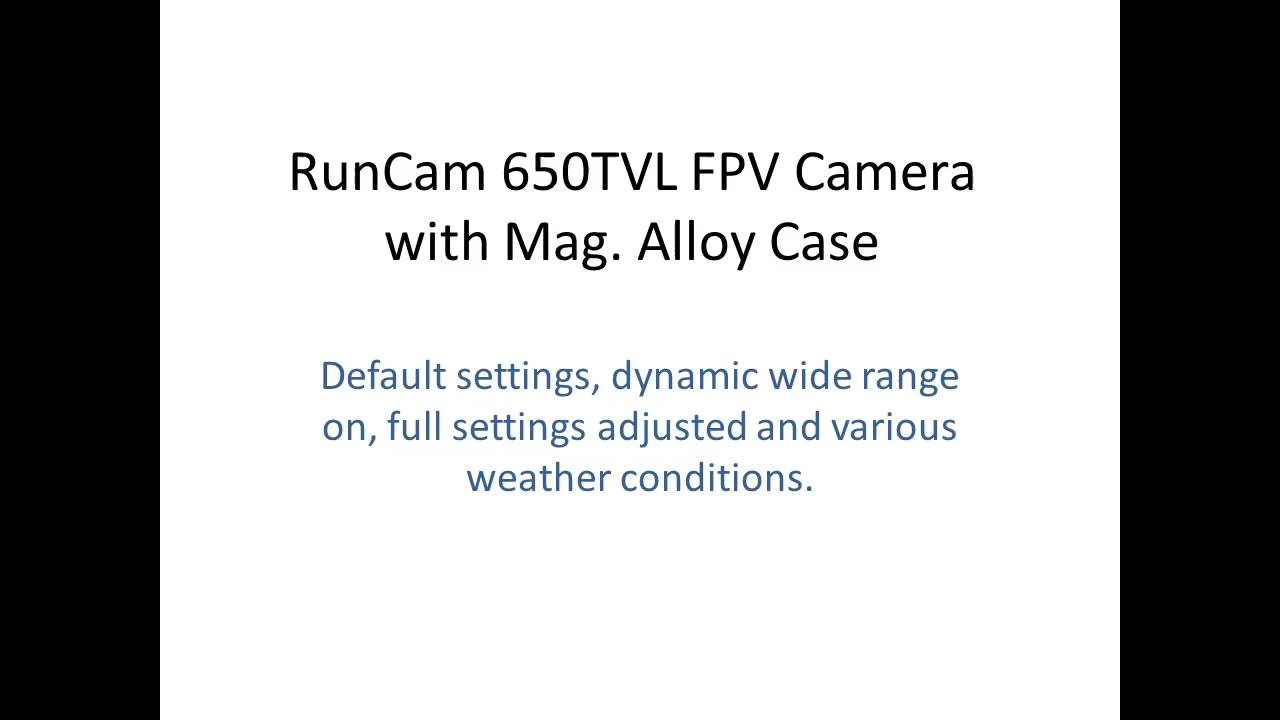 RunCam 650TVL FPV Camera
with Mag. Alloy Case
Default settings, dynamic wide range
on, full settings adjusted and various
weather conditions.